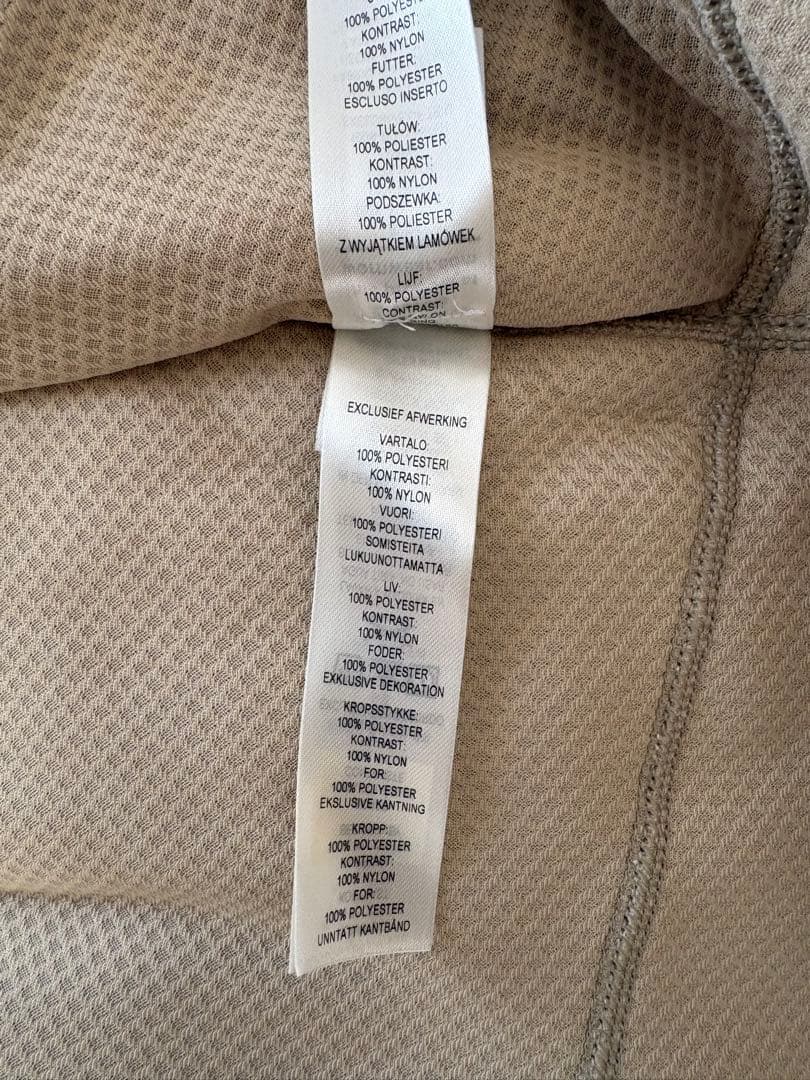 100% POLYESTER
KONTRAST:
100% NYLON
FUTTER:
100% POLYESTER
ESCLUSO INSERTO
TUŁÓW:
100% POLIESTER
KONTRAST:
100% NYLON
PODSZEWKA:
100% POLIESTER
Z WYJĄTKIEM LAMÓWEK
LIJF:
100% POLYESTER
CONTRAST:
EXCLUSIEF AFWERKING
VARTALO:
100% POLYESTERI
KONTRASTI:
100% NYLON
VUORI:
100% POLYESTERI
SOMISTEITA
LUKUUNOTTAMATTA
LIV:
100% POLYESTER
KONTRAST:
100% NYLON
FODER:
100% POLYESTER
EXKLUSIVE DEKORATION
KROPSSTYKKE:
100% POLYESTER
KONTRAST:
100% NYLON
FOR:
100% POLYESTER
EKSLUSIVE KANTNING
KROPP:
100% POLYESTER
KONTRAST:
100% NYLON
FOR:
100% POLYESTER
UNNTATT KANTBÅND